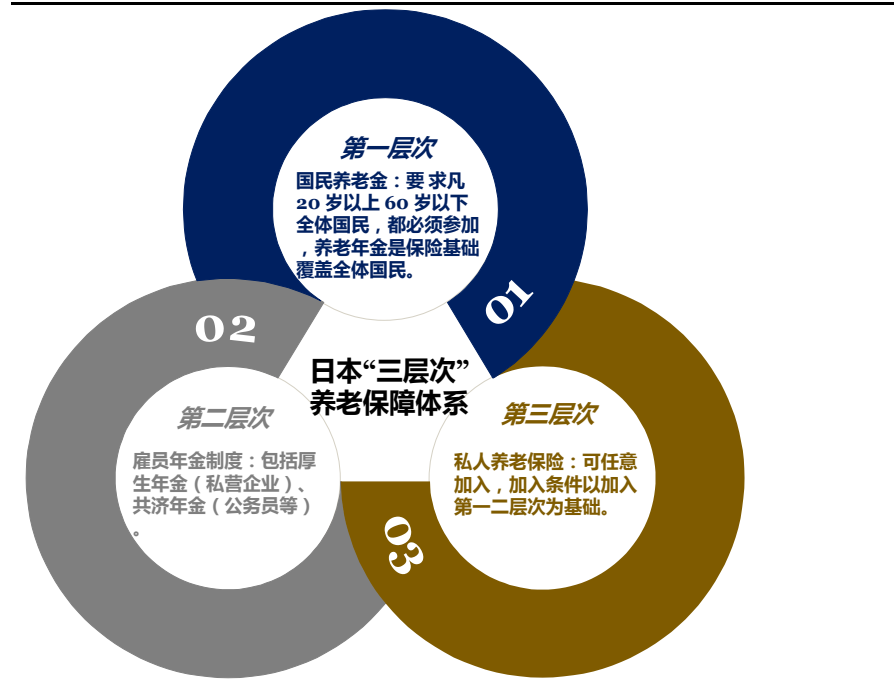 第一层次
国民养老金：要 求凡
20 岁以上 60 岁以下
全体国民，都必须参加
，养老年金是保险基础
覆盖全体国民。
01
02
日本“三层次”
养老保障体系
第二层次
雇员年金制度：包括厚
生年金（私营企业）、
共济年金（公务员等）
。
第三层次
私人养老保险：可任意
加入，加入条件以加入
第一二层次为基础。
03